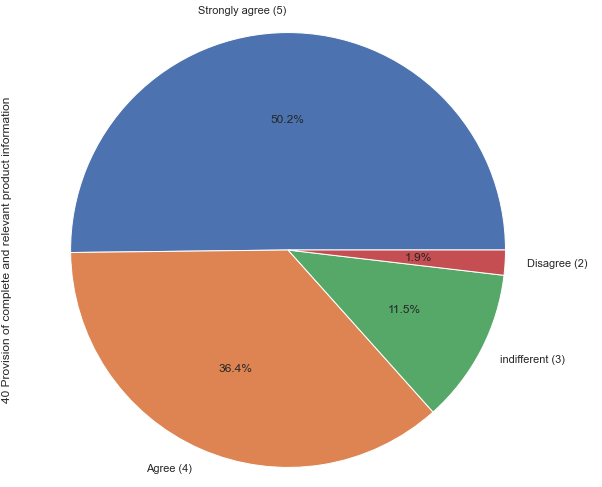 Strongly agree (5)
50.2%
40 Provision of complete and relevant product information
1.9%
Disagree (2)
11.5%
indifferent (3)
36.4%
Agree (4)